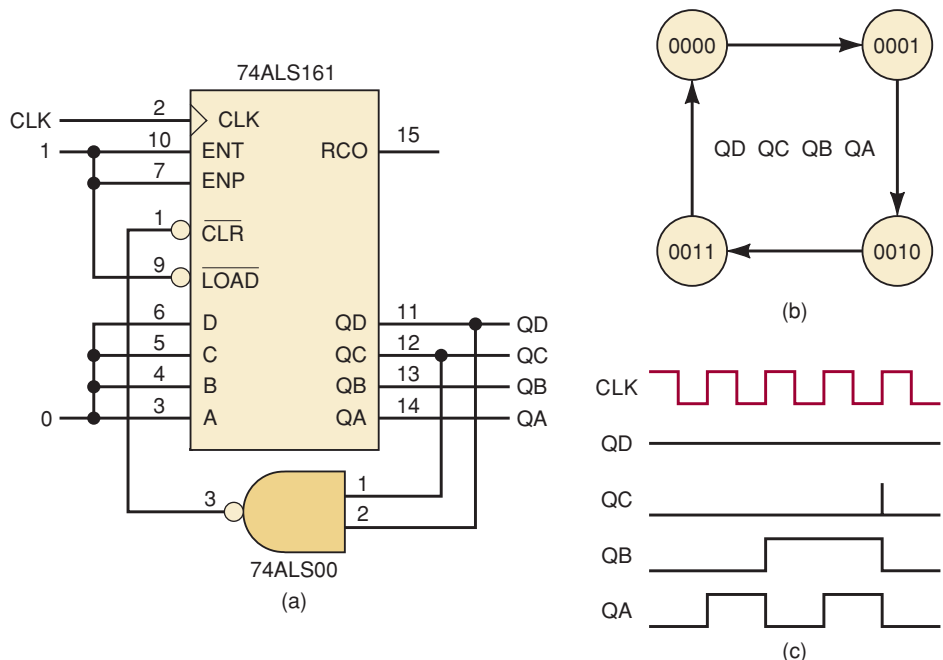 74ALS161
CLK 2 CLK
1 10 ENT RCO 15
7 ENP
1 CLR
9 LOAD
6 D QD 11 QD
5 C QC 12 QC
4 B QB 13 QB
0 3 A QA 14 QA
3 1
2
74ALS00
(a)
0000 0001
QD QC QB QA
0011 0010
(b)
CLK
QD
QC
QB
QA
(c)